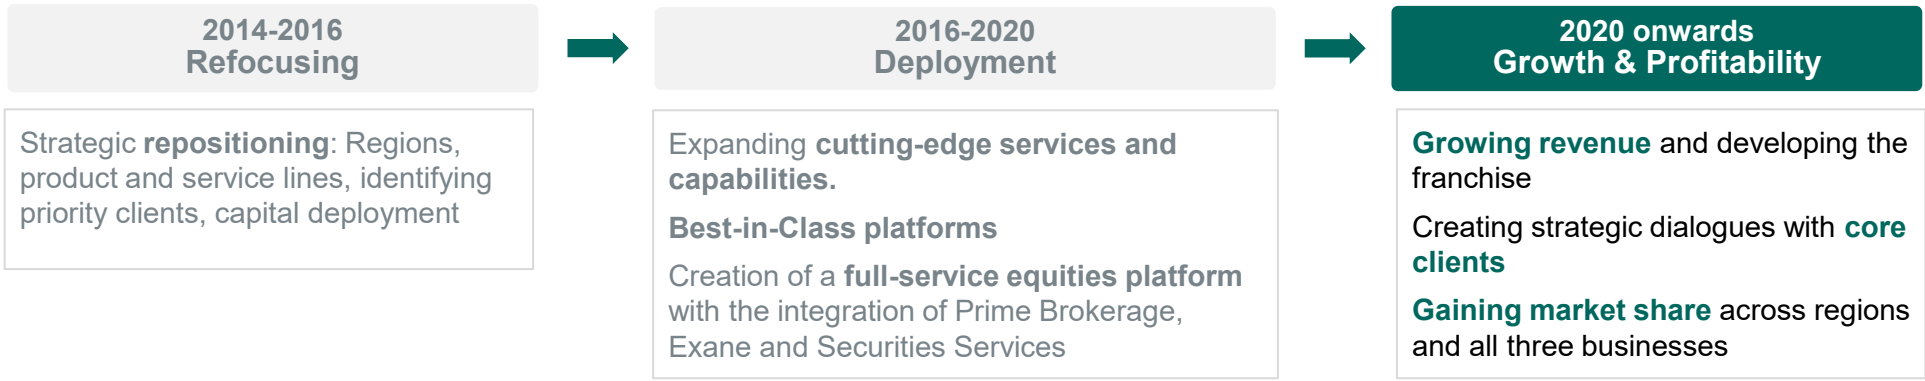 2014-2016
Refocusing
Strategic repositioning: Regions,
product and service lines, identifying
priority clients, capital deployment
2016-2020
Deployment
Expanding cutting-edge services and
capabilities.
Best-in-Class platforms
Creation of a full-service equities platform
with the integration of Prime Brokerage,
Exane and Securities Services
2020 onwards
Growth & Profitability
Growing revenue and developing the
franchise
Creating strategic dialogues with core
clients
Gaining market share across regions
and all three businesses